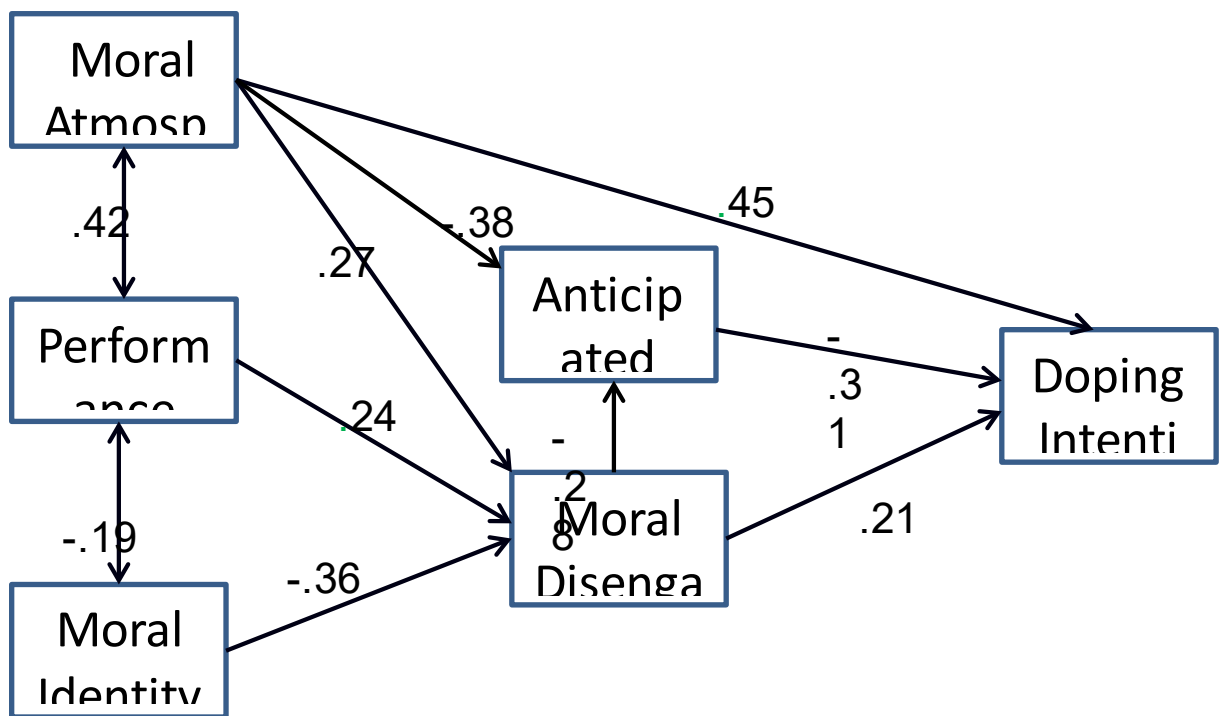 Moral
Atmosp
.42
-.38
.45
.27
Anticip
ated
Perform
ance
-
.3
1
Doping
Intenti
.24
-
.2
8
Moral
Disenga
.21
-.19
-.36
Moral
Identity